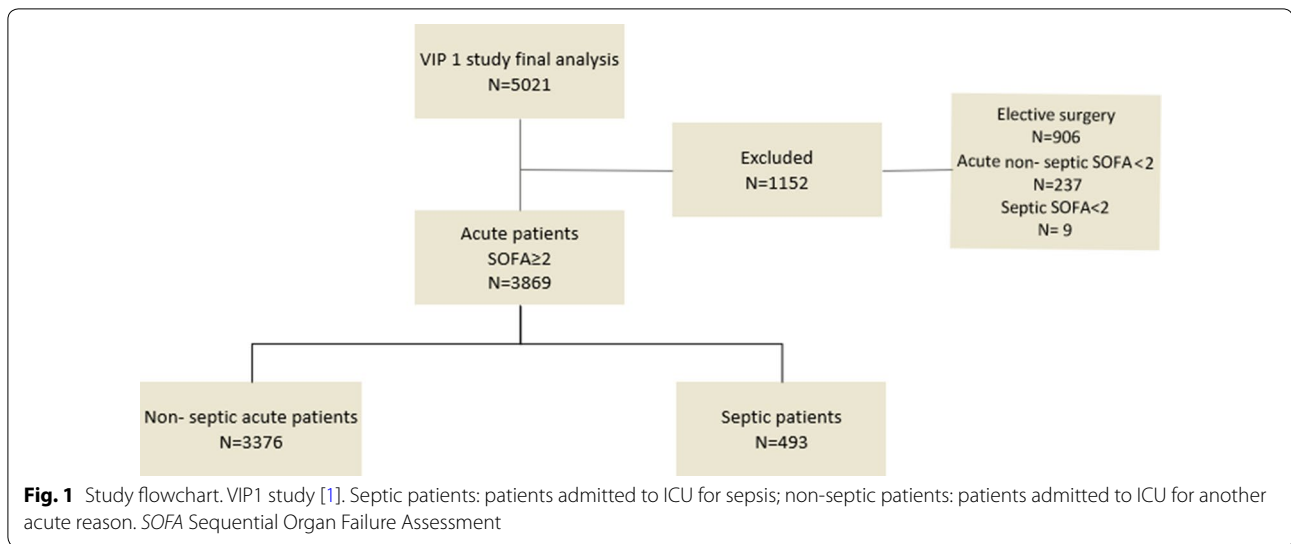 VIP 1 study final analysis
N=5021
Elective surgery
N=906
Acute non- septic SOFA<2
N=237
Septic SOFA<2
N= 9
Excluded
N=1152
Acute patients
SOFA≥2
N=3869
Non- septic acute patients
N=3376
Septic patients
N=493
Fig. 1 Study flowchart. VIP1 study [1]. Septic patients: patients admitted to ICU for sepsis; non-septic patients: patients admitted to ICU for another
acute reason. SOFA Sequential Organ Failure Assessment